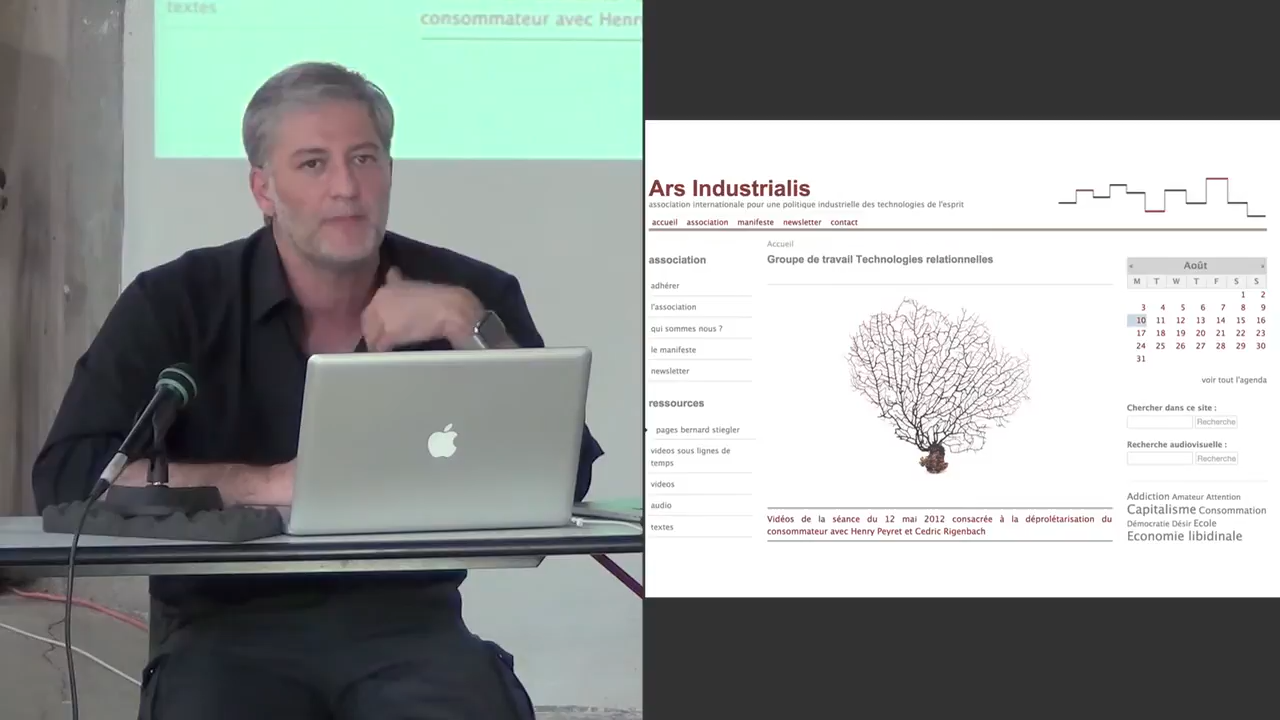 textes
consommateur avec Henr
Ars Industrialis
association internationale pour une politique industrielle des technologies de l'esprit
accueil association manifeste newsletter contact
association
adhérer
l'association
qui sommes nous ?
le manifeste
newsletter
ressources
pages bernard stiegler
videos sous lignes de
temps
videos
audio
textes
Accueil
Groupe de travail Technologies relationnelles
Vidéos de la séance du 12 mai 2012 consacrée à la déprolétarisation du
consommateur avec Henry Peyret et Cedric Rigenbach
« Août »
M T W T F S S
1 2
3 4 5 6 7 8 9
10 11 12 13 14 15 16
17 18 19 20 21 22 23
24 25 26 27 28 29 30
31
voir tout l'agenda
Chercher dans ce site :
Recherche
Recherche audiovisuelle :
Recherche
Addiction Amateur Attention
Capitalisme Consommation
Démocratie Désir Ecole
Economie libidinale